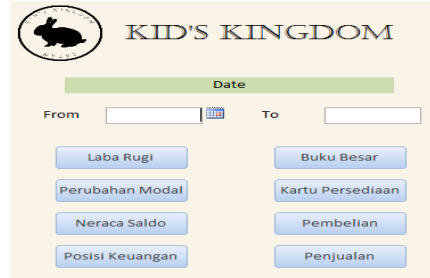 KID'S KINGDOM
Date
From To
Laba Rugi Buku Besar
Perubahan Modal Kartu Persediaan
Neraca Saldo Pembelian
Posisi Keuangan Penjualan